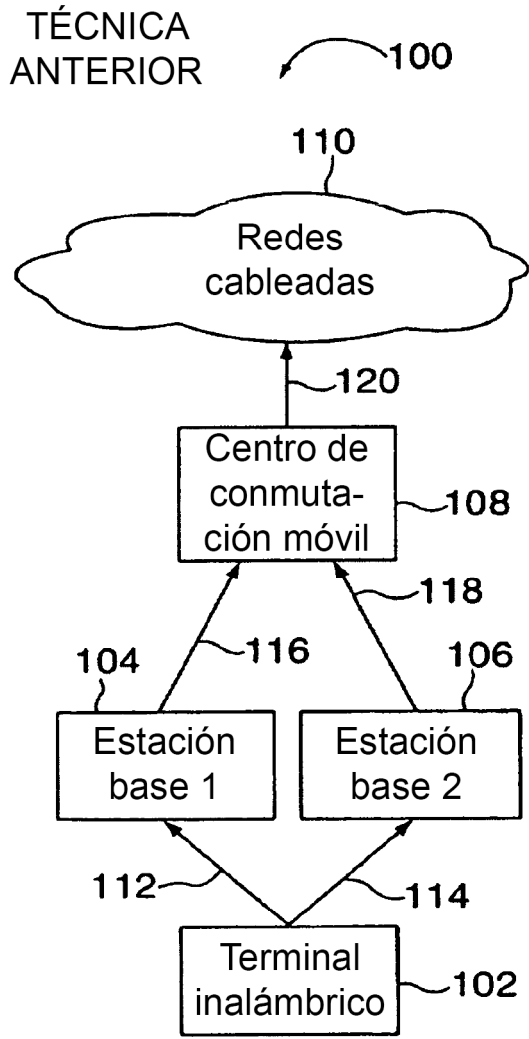 TÉCNICA
ANTERIOR
100
110
Redes
cableadas
120
Centro de
conmuta-
ción móvil
108
118
116
104
106
Estación
base 1
Estación
base 2
112
114
Terminal
inalámbrico
102